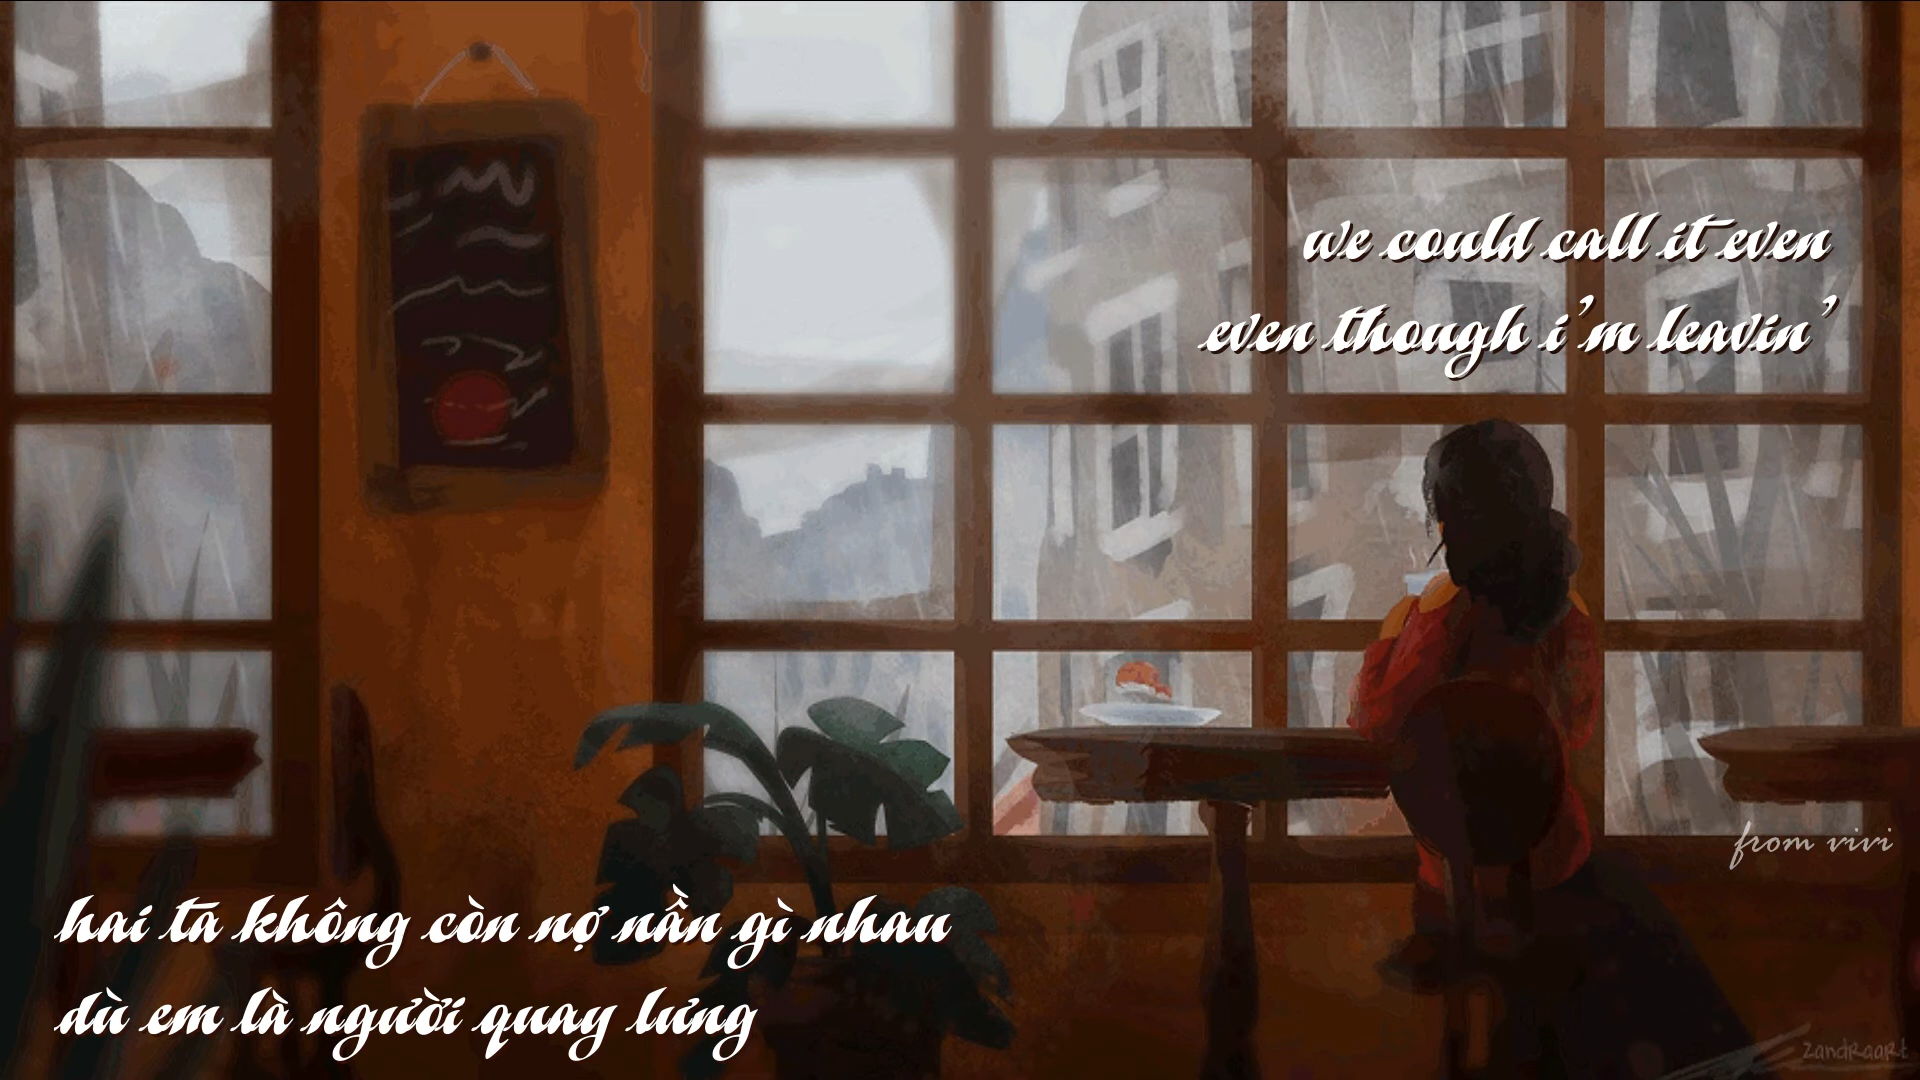 we could call it even
even though i'm leavin'
from vivi
hai ta không còn nợ nần gì nhau
dù em là người quay lưng
zandraart